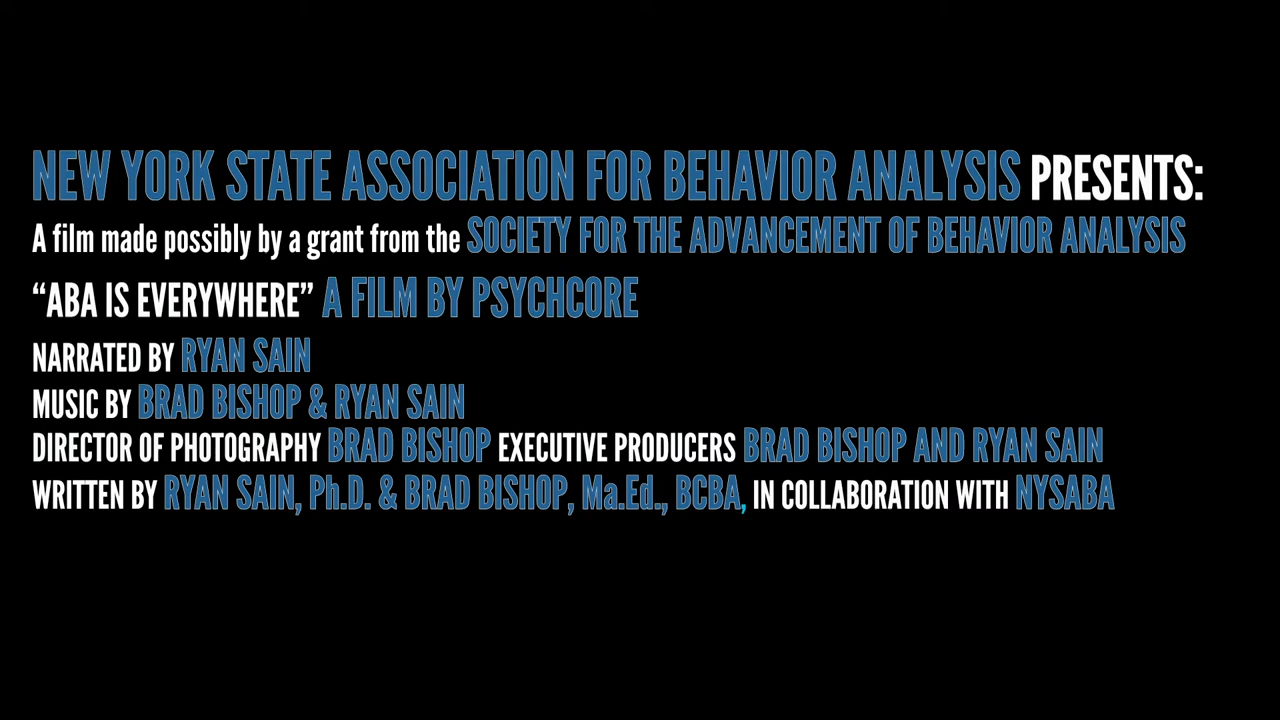 NEW YORK STATE ASSOCIATION FOR BEHAVIOR ANALYSIS PRESENTS:
A film made possibly by a grant from the SOCIETY FOR THE ADVANCEMENT OF BEHAVIOR ANALYSIS
“ABA IS EVERYWHERE” A FILM BY PSYCHCORE
NARRATED BY RYAN SAIN
MUSIC BY BRAD BISHOP & RYAN SAIN
DIRECTOR OF PHOTOGRAPHY BRAD BISHOP EXECUTIVE PRODUCERS BRAD BISHOP AND RYAN SAIN
WRITTEN BY RYAN SAIN, Ph.D. & BRAD BISHOP, Ma.Ed., BCBA, IN COLLABORATION WITH NYSABA